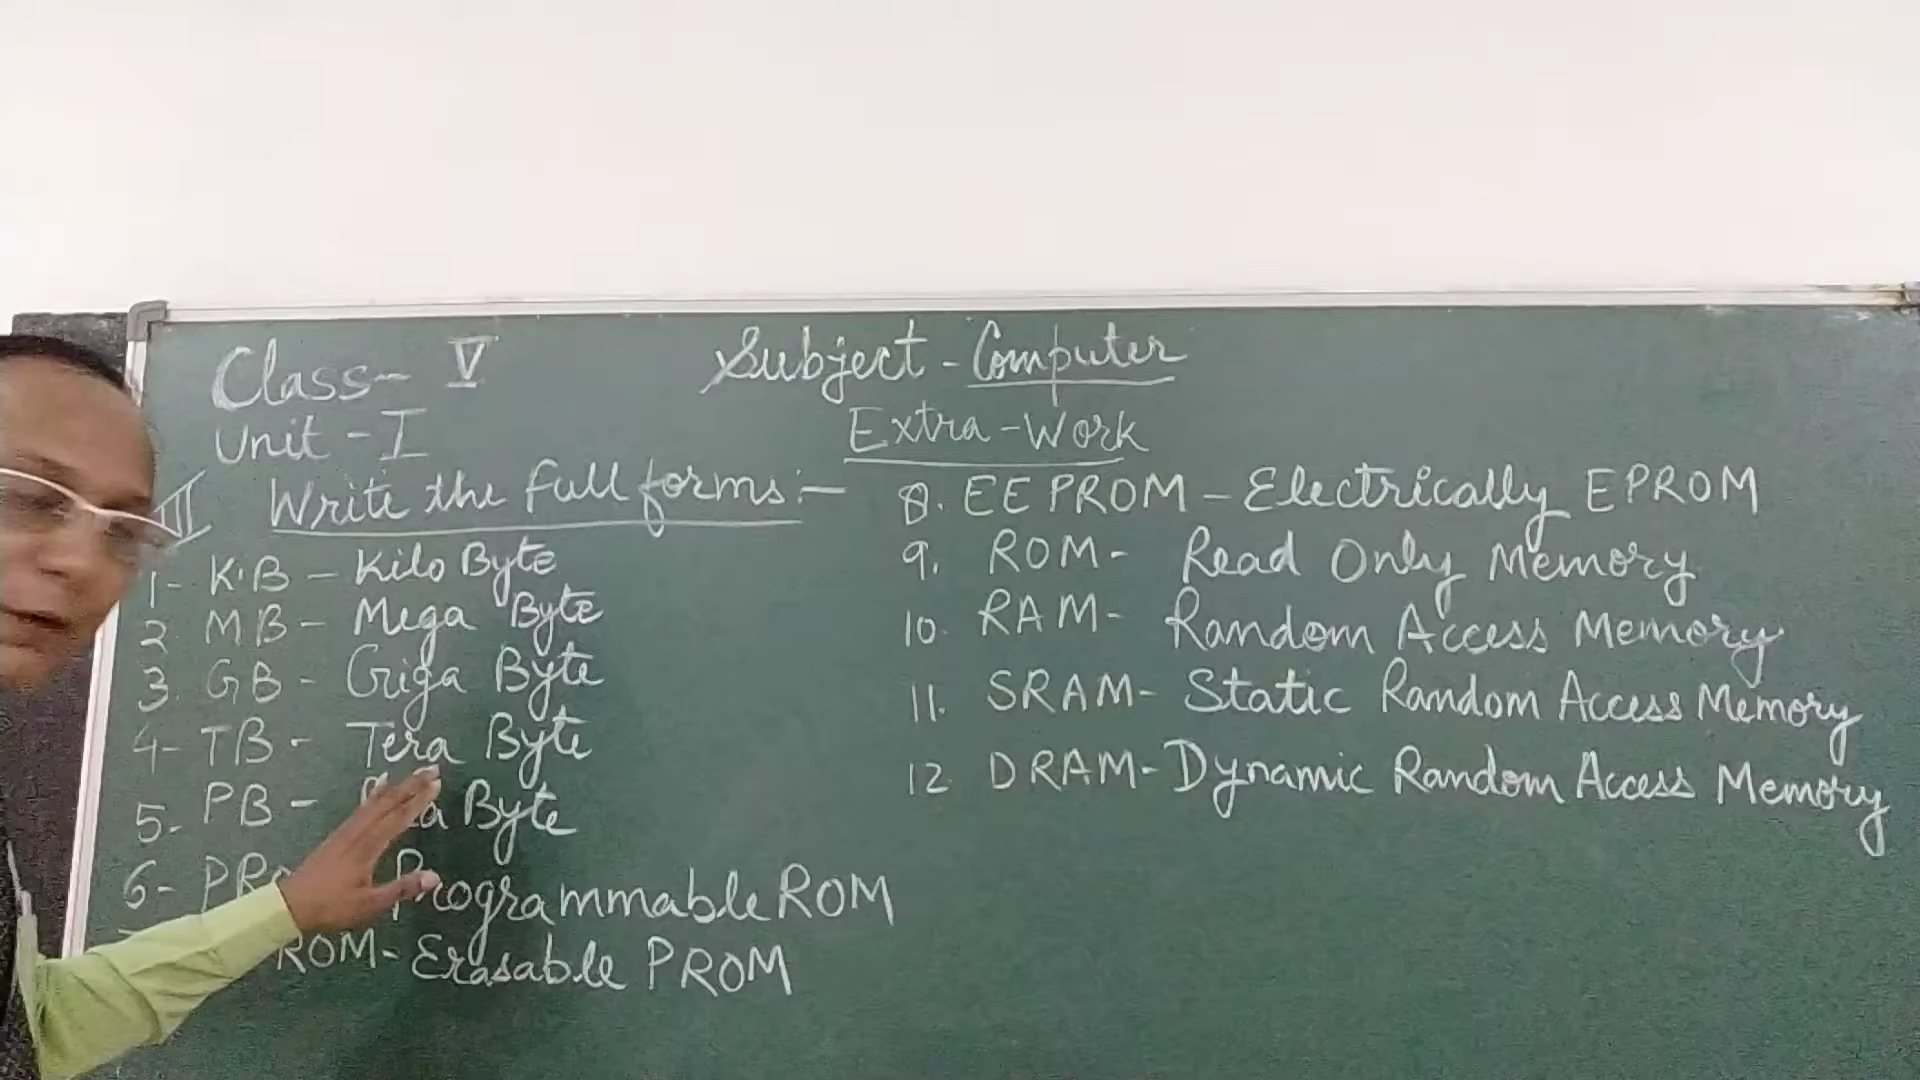 Class- V
Subject - Computer
Unit - I
Extra-Work
III Write the Full forms:-
1- K.B - Kilo Byte
2. MB - Mega Byte
3. GB - Giga Byte
4- TB - Tera Byte
5. PB - Byte
6- Programmable ROM
ROM - Erasable PROM
8. EEPROM - Electrically EPROM
9. ROM - Read Only Memory
10. RAM - Random Access Memory
11. SRAM - Static Random Access Memory
12. DRAM - Dynamic Random Access Memory